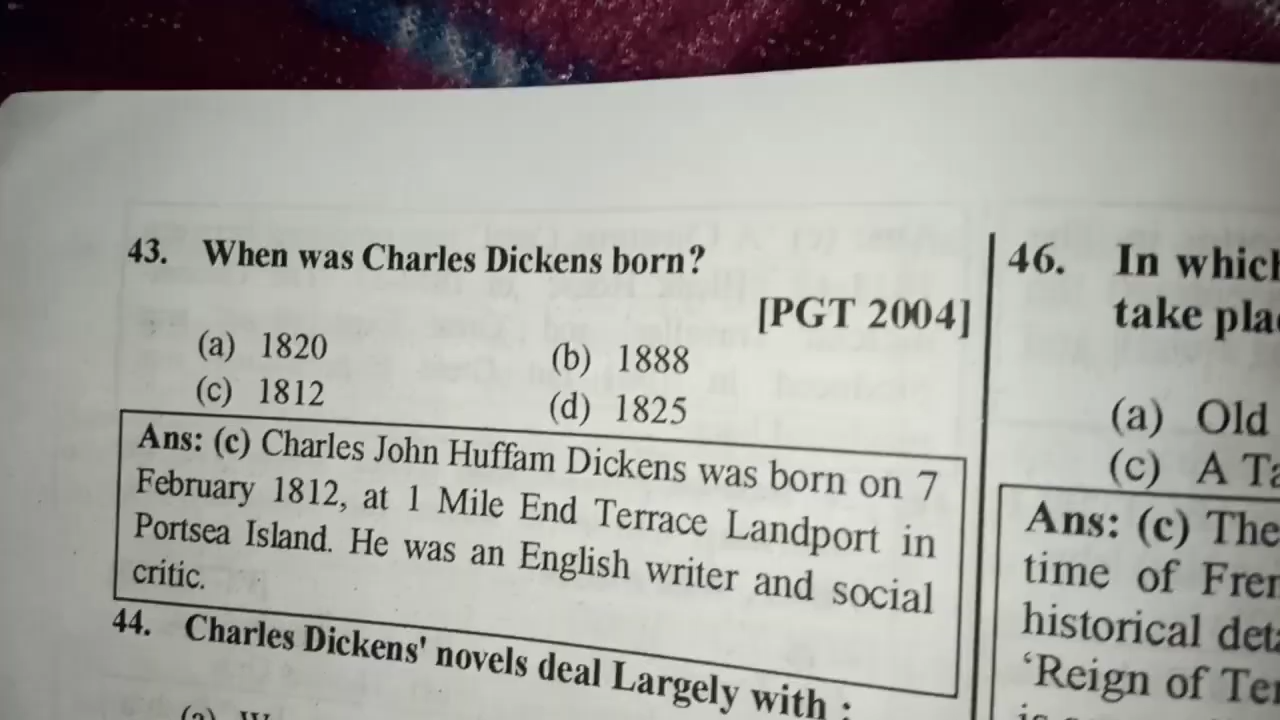 43. When was Charles Dickens born?
[PGT 2004]
(a) 1820 (b) 1888
(c) 1812 (d) 1825
Ans: (c) Charles John Huffam Dickens was born on 7
February 1812, at 1 Mile End Terrace Landport in
Portsea Island. He was an English writer and social
critic.
44. Charles Dickens' novels deal Largely with :
46. In which
take pla
(a) Old
(c) A Ta
Ans: (c) The
time of Fren
historical deta
'Reign of Te